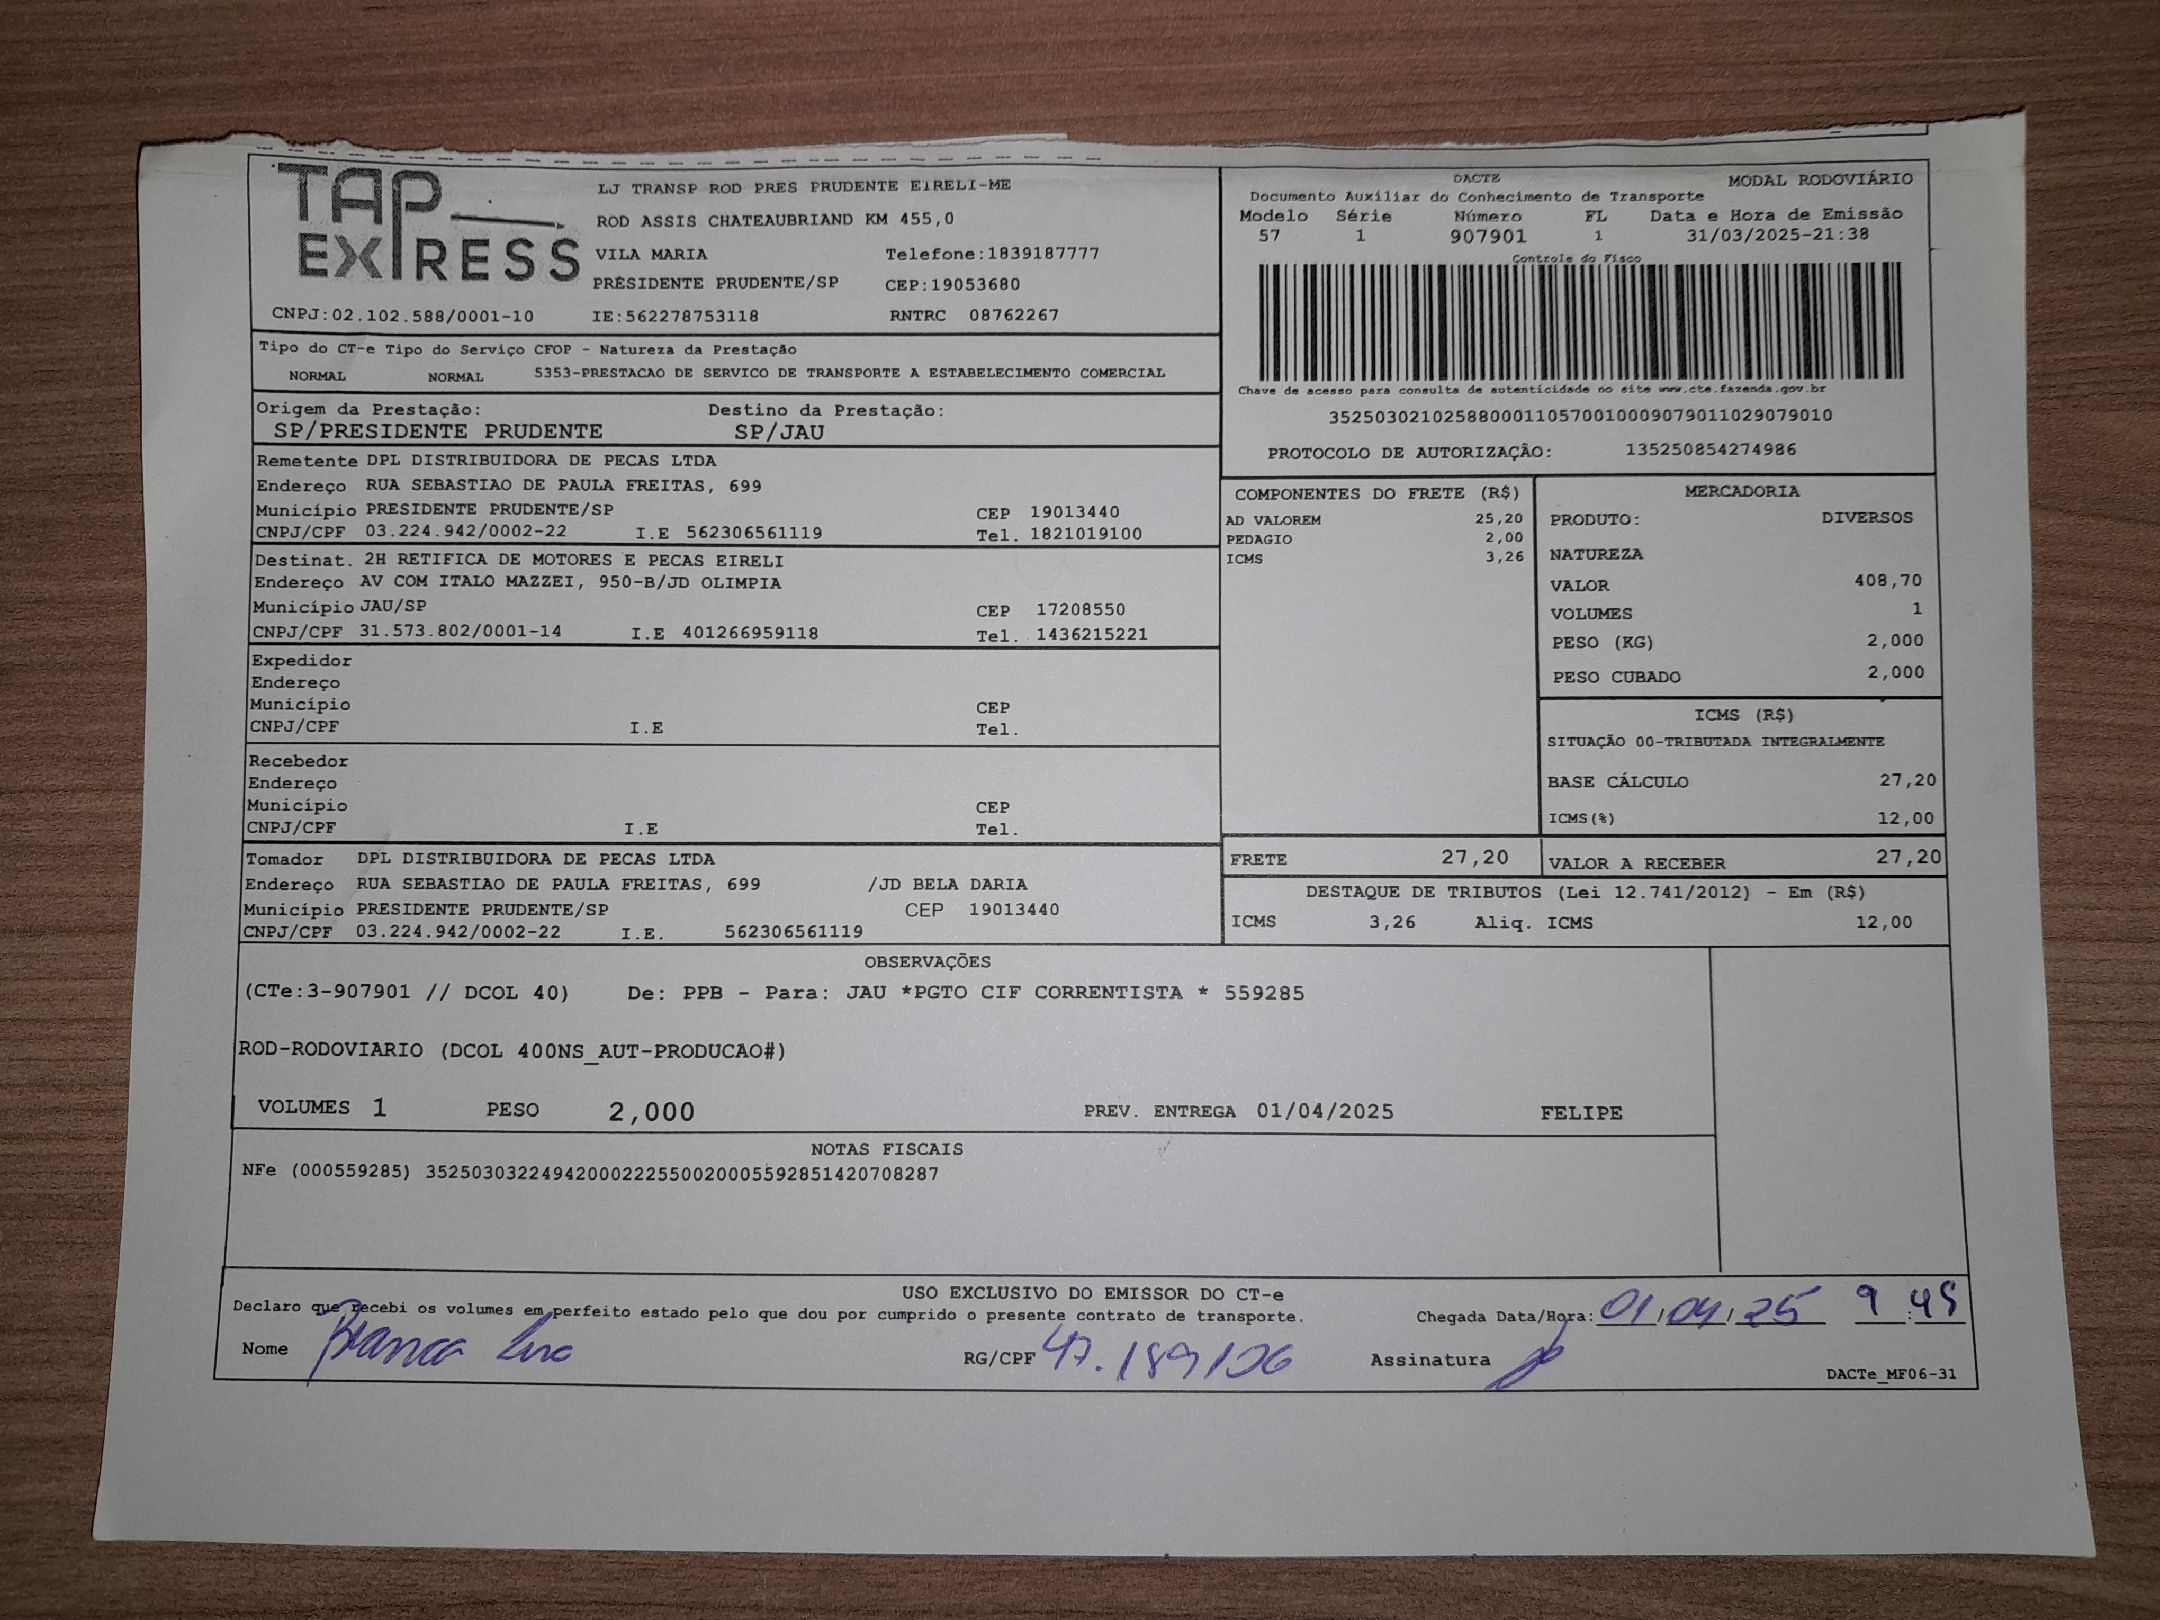 TAP EXPRESS
LJ TRANSP ROD PRES PRUDENTE EIRELI-ME
ROD ASSIS CHATEAUBRIAND KM 455,0
VILA MARIA Telefone:1839187777
PRESIDENTE PRUDENTE/SP CEP:19053680
CNPJ:02.102.588/0001-10 IE:562278753118 RNTRC 08762267
DACTE MODAL RODOVIÁRIO
Documento Auxiliar do Conhecimento de Transporte
Modelo Série Número FL Data e Hora de Emissão
57 1 907901 1 31/03/2025-21:38
Controle do Fisco
Chave de acesso para consulta de autenticidade no site www.cte.fazenda.gov.br
35250302102588000110570010009079011029079010
PROTOCOLO DE AUTORIZAÇÃO: 135250854274986
Tipo do CT-e Tipo do Serviço CFOP - Natureza da Prestação
NORMAL NORMAL 5353-PRESTACAO DE SERVICO DE TRANSPORTE A ESTABELECIMENTO COMERCIAL
Origem da Prestação: Destino da Prestação:
SP/PRESIDENTE PRUDENTE SP/JAU
Remetente DPL DISTRIBUIDORA DE PECAS LTDA
Endereço RUA SEBASTIAO DE PAULA FREITAS, 699
Município PRESIDENTE PRUDENTE/SP CEP 19013440
CNPJ/CPF 03.224.942/0002-22 I.E 562306561119 Tel. 1821019100
Destinat. 2H RETIFICA DE MOTORES E PECAS EIRELI
Endereço AV COM ITALO MAZZEI, 950-B/JD OLIMPIA
Município JAU/SP CEP 17208550
CNPJ/CPF 31.573.802/0001-14 I.E 401266959118 Tel. 1436215221
Expedidor
Endereço
Município CEP
CNPJ/CPF I.E Tel.
Recebedor
Endereço
Município CEP
CNPJ/CPF I.E Tel.
Tomador DPL DISTRIBUIDORA DE PECAS LTDA
Endereço RUA SEBASTIAO DE PAULA FREITAS, 699 /JD BELA DARIA
Município PRESIDENTE PRUDENTE/SP CEP 19013440
CNPJ/CPF 03.224.942/0002-22 I.E. 562306561119
COMPONENTES DO FRETE (R$)
AD VALOREM 25,20
PEDAGIO 2,00
ICMS 3,26
MERCADORIA
PRODUTO: DIVERSOS
NATUREZA
VALOR 408,70
VOLUMES 1
PESO (KG) 2,000
PESO CUBADO 2,000
ICMS (R$)
SITUAÇÃO 00-TRIBUTADA INTEGRALMENTE
BASE CÁLCULO 27,20
ICMS(%) 12,00
FRETE 27,20 VALOR A RECEBER 27,20
DESTAQUE DE TRIBUTOS (Lei 12.741/2012) - Em (R$)
ICMS 3,26 Aliq. ICMS 12,00
OBSERVAÇÕES
(CTe:3-907901 // DCOL 40) De: PPB - Para: JAU *PGTO CIF CORRENTISTA * 559285
ROD-RODOVIARIO (DCOL 400NS_AUT-PRODUCAO#)
VOLUMES 1 PESO 2,000 PREV. ENTREGA 01/04/2025 FELIPE
NOTAS FISCAIS
NFe (000559285) 35250303224942000222550020005592851420708287
USO EXCLUSIVO DO EMISSOR DO CT-e
Declaro que recebi os volumes em perfeito estado pelo que dou por cumprido o presente contrato de transporte. Chegada Data/Hora: 01/04/25 9:45
Nome RG/CPF Assinatura
DACTe_MF06-31